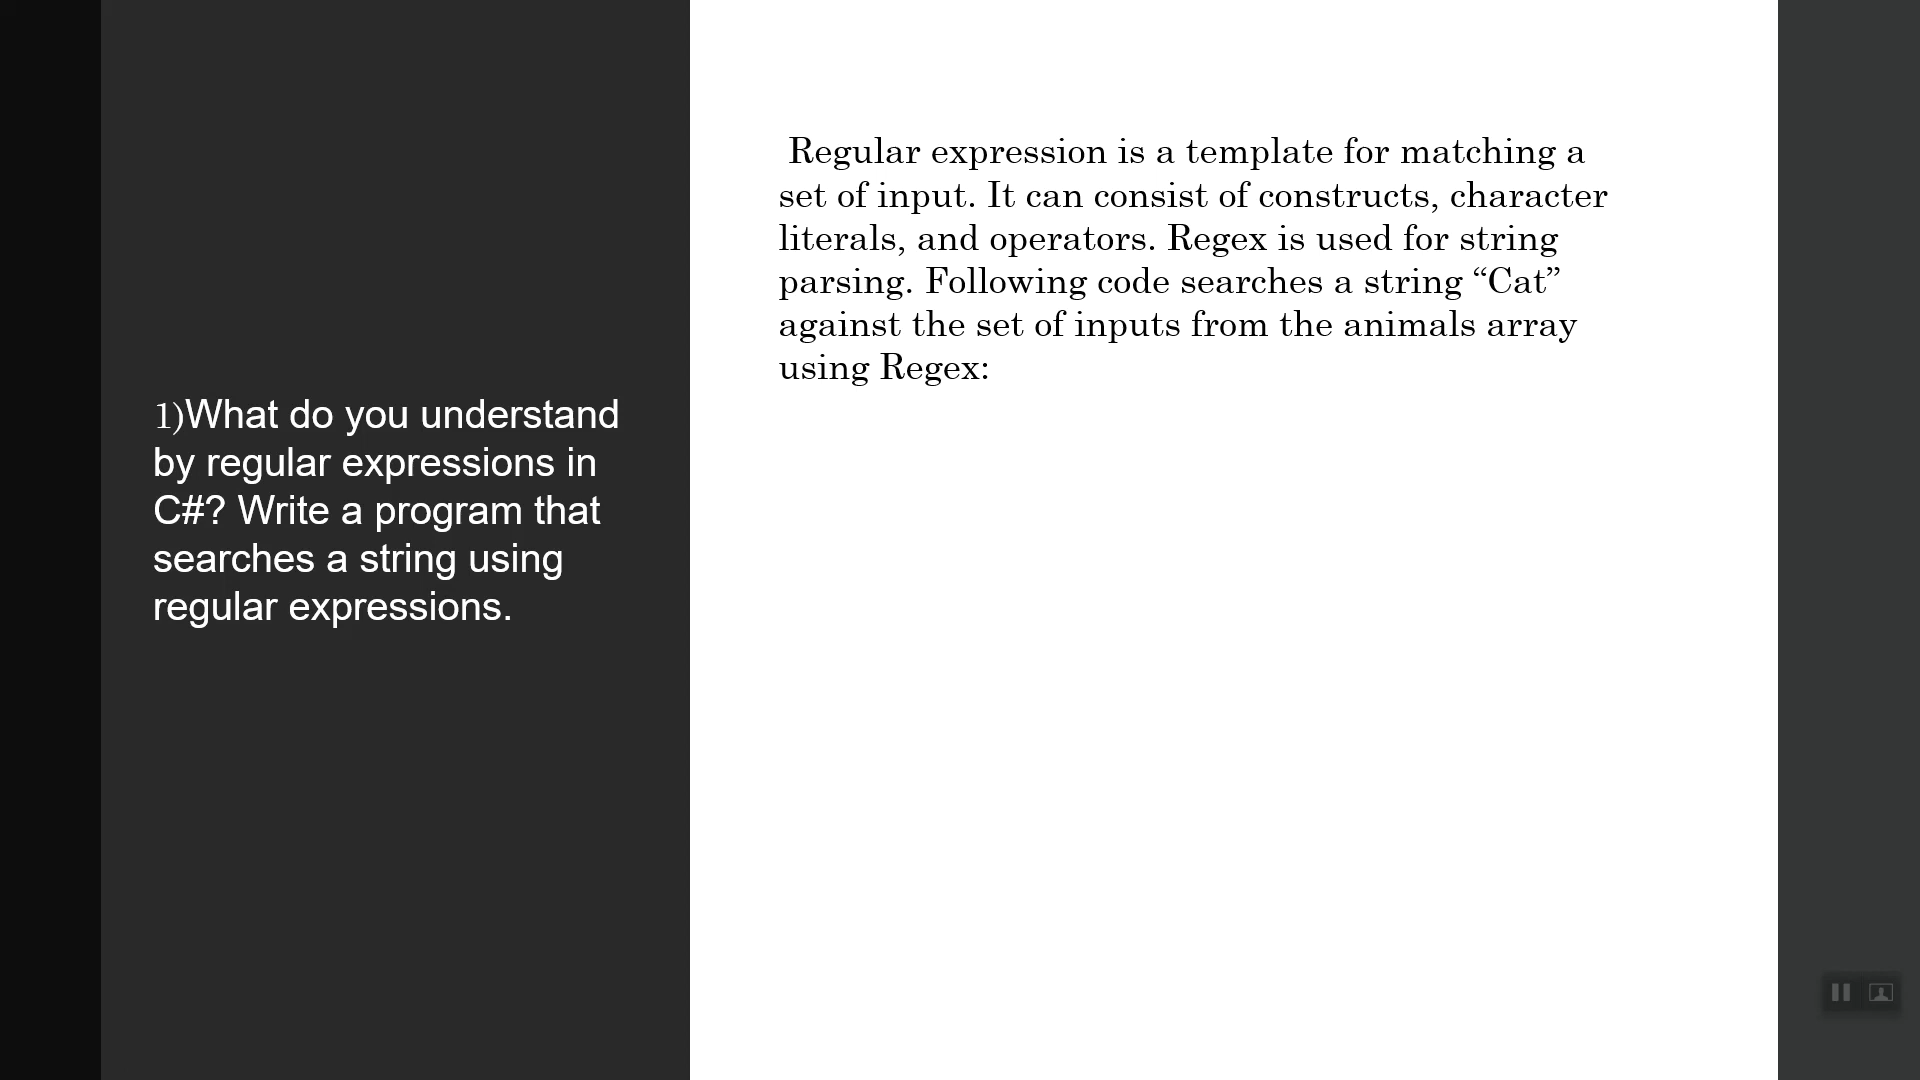 1)What do you understand
by regular expressions in
C#? Write a program that
searches a string using
regular expressions.
Regular expression is a template for matching a
set of input. It can consist of constructs, character
literals, and operators. Regex is used for string
parsing. Following code searches a string “Cat”
against the set of inputs from the animals array
using Regex: